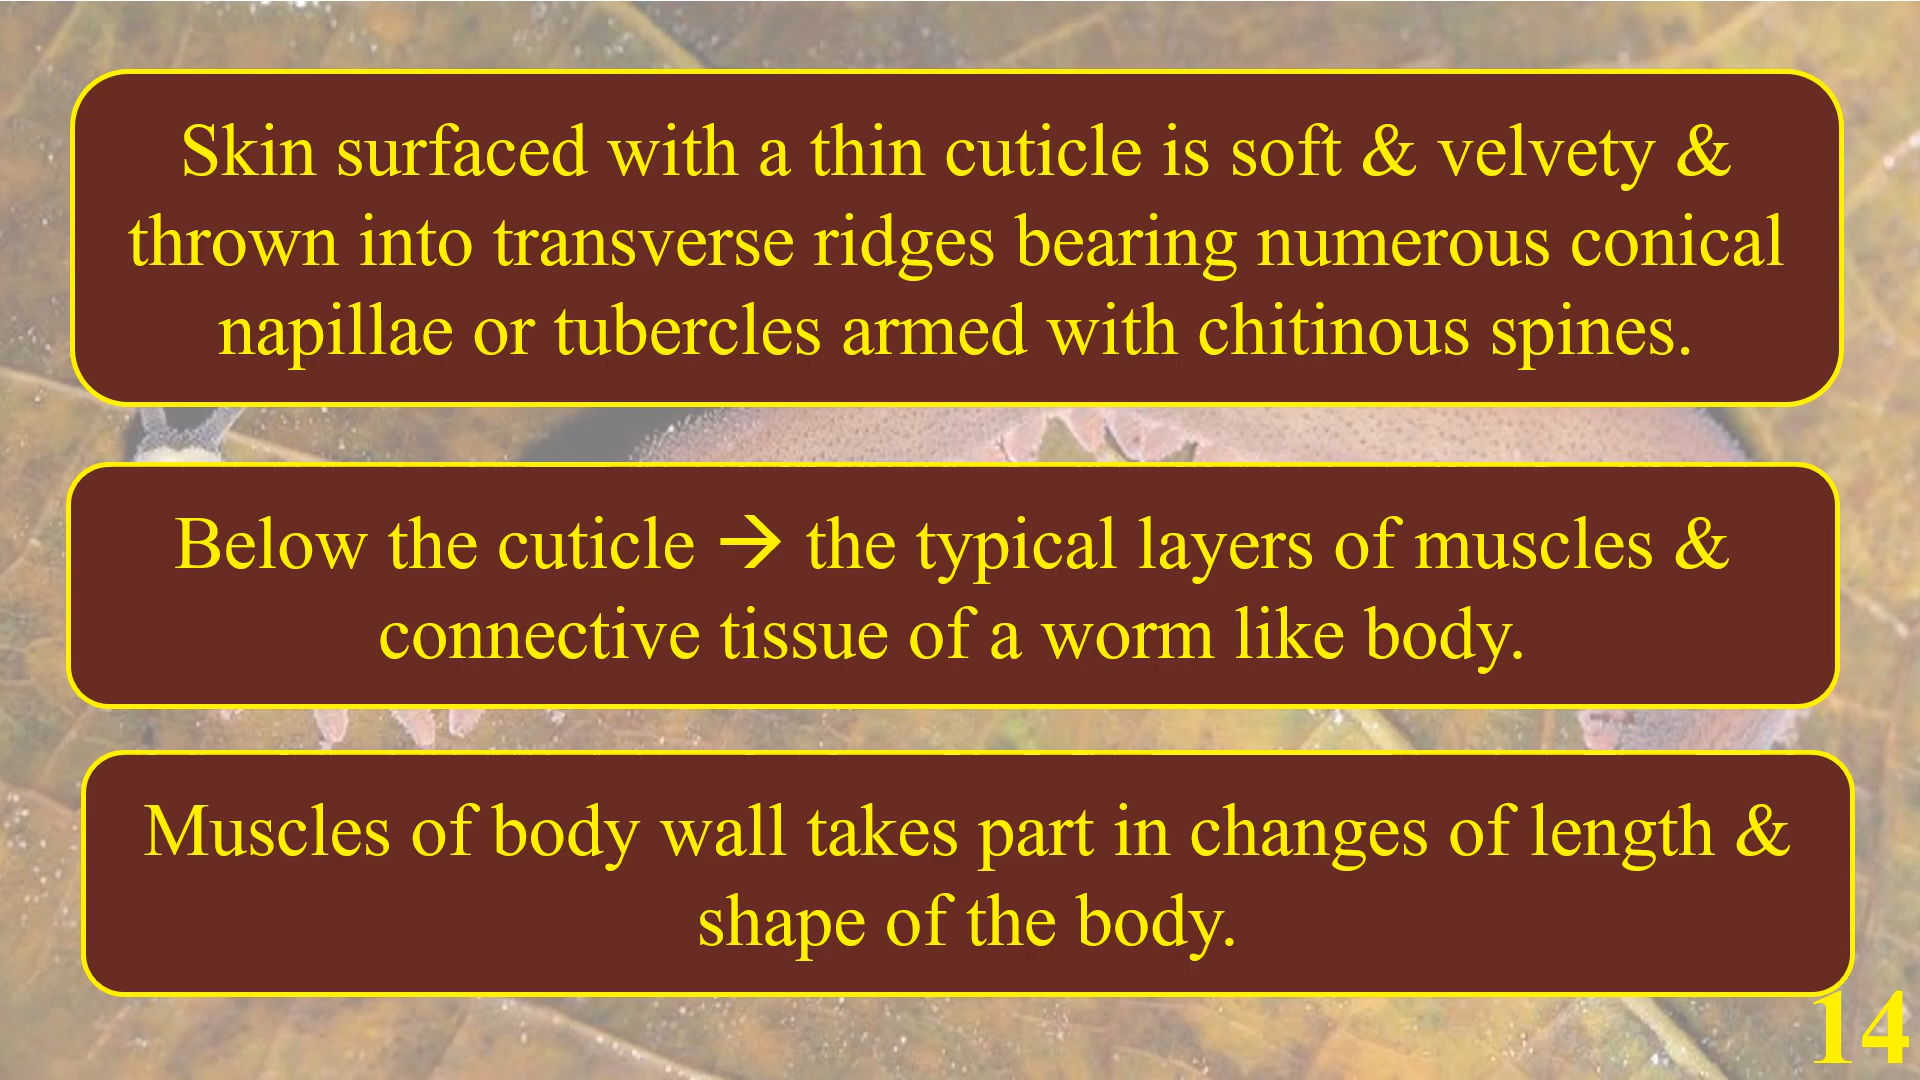 Skin surfaced with a thin cuticle is soft & velvety &
thrown into transverse ridges bearing numerous conical
napillae or tubercles armed with chitinous spines.
Below the cuticle → the typical layers of muscles &
connective tissue of a worm like body.
Muscles of body wall takes part in changes of length &
shape of the body.
14